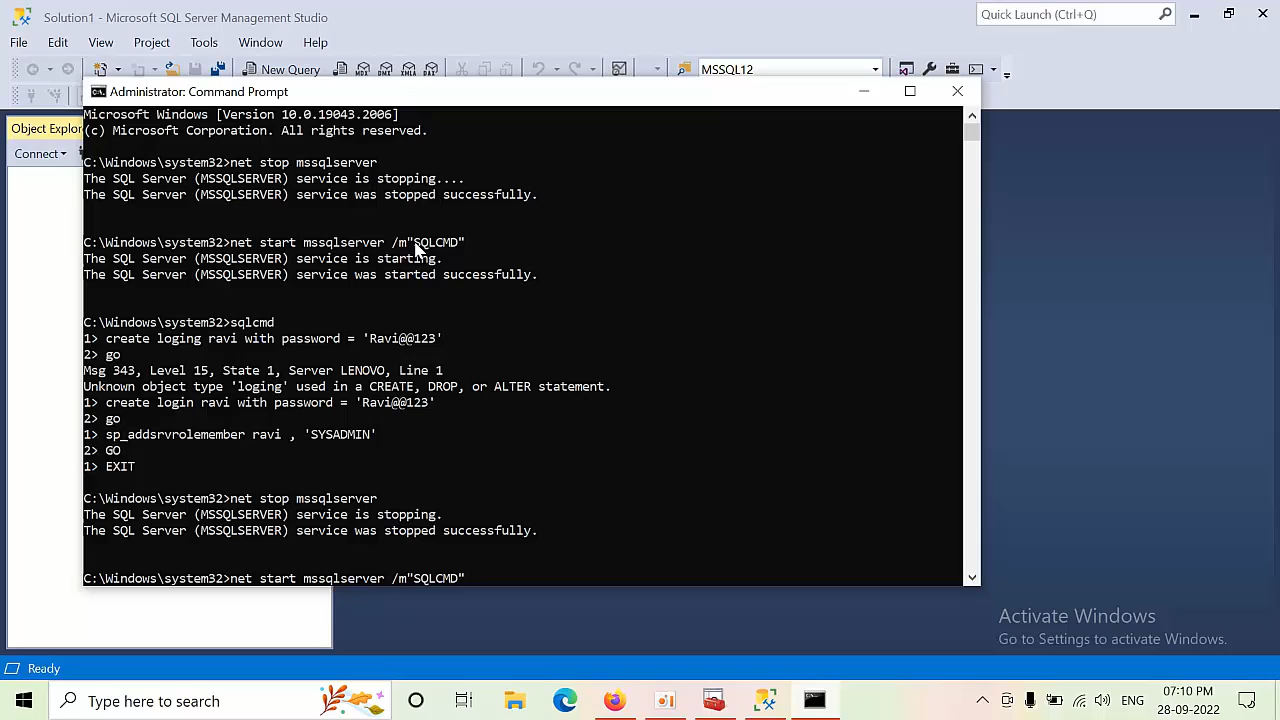 Solution1 - Microsoft SQL Server Management Studio
Quick Launch (Ctrl+Q)
File Edit View Project Tools Window Help
New Query MDX DMX XMLA DAX MSSQL12
Administrator: Command Prompt
Object Explo
Connect
Microsoft Windows [Version 10.0.19043.2006]
(c) Microsoft Corporation. All rights reserved.
C:\Windows\system32>net stop mssqlserver
The SQL Server (MSSQLSERVER) service is stopping....
The SQL Server (MSSQLSERVER) service was stopped successfully.
C:\Windows\system32>net start mssqlserver /m"SQLCMD"
The SQL Server (MSSQLSERVER) service is starting.
The SQL Server (MSSQLSERVER) service was started successfully.
C:\Windows\system32>sqlcmd
1> create loging ravi with password = 'Ravi@@123'
2> go
Msg 343, Level 15, State 1, Server LENOVO, Line 1
Unknown object type 'loging' used in a CREATE, DROP, or ALTER statement.
1> create login ravi with password = 'Ravi@@123'
2> go
1> sp_addsrvrolemember ravi , 'SYSADMIN'
2> GO
1> EXIT
C:\Windows\system32>net stop mssqlserver
The SQL Server (MSSQLSERVER) service is stopping.
The SQL Server (MSSQLSERVER) service was stopped successfully.
C:\Windows\system32>net start mssqlserver /m"SQLCMD"
Activate Windows
Go to Settings to activate Windows.
Ready
Type here to search
ENG
07:10 PM
28-09-2022